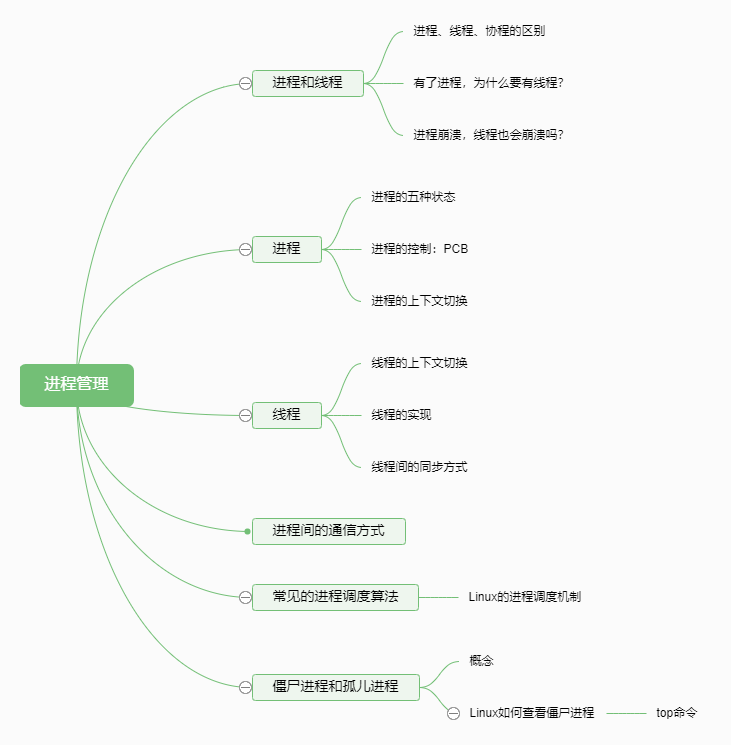 进程管理
进程和线程
进程、线程、协程的区别
有了进程，为什么要有线程？
进程崩溃，线程也会崩溃吗？
进程
进程的五种状态
进程的控制：PCB
进程的上下文切换
线程
线程的上下文切换
线程的实现
线程间的同步方式
进程间的通信方式
常见的进程调度算法
Linux的进程调度机制
僵尸进程和孤儿进程
概念
Linux如何查看僵尸进程
top命令